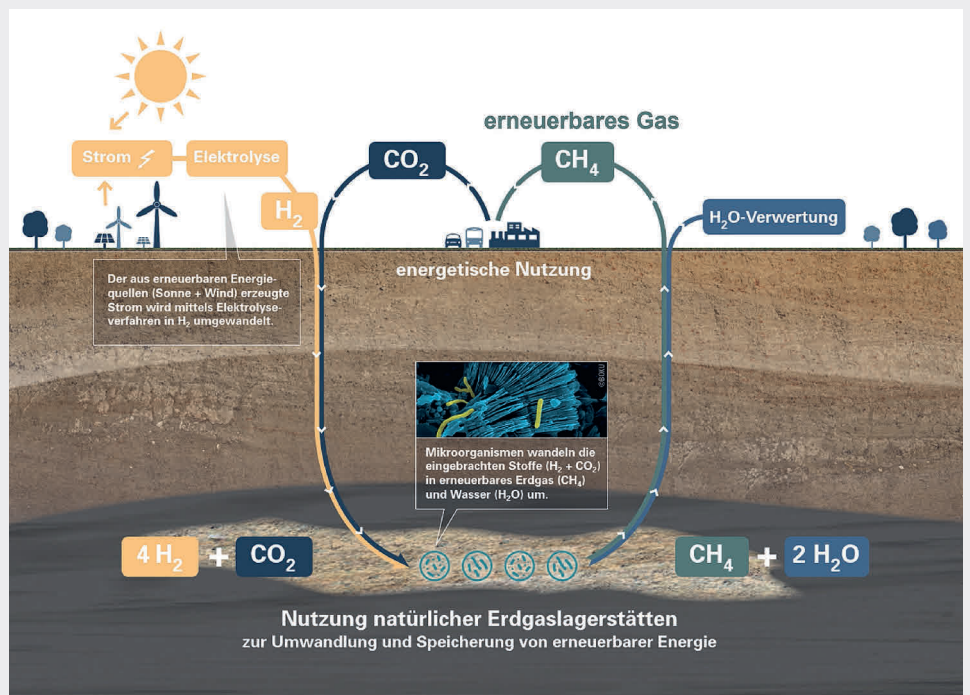 erneuerbares Gas
Strom
Elektrolyse
CO₂
CH₄
H₂
H₂O-Verwertung
energetische Nutzung
Der aus erneuerbaren Energie-
quellen (Sonne + Wind) erzeugte
Strom wird mittels Elektrolyse-
verfahren in H₂ umgewandelt.
©BOKU
Mikroorganismen wandeln die
eingebrachten Stoffe (H₂ + CO₂)
in erneuerbares Erdgas (CH₄)
und Wasser (H₂O) um.
4 H₂ + CO₂
CH₄ + 2 H₂O
Nutzung natürlicher Erdgaslagerstätten
zur Umwandlung und Speicherung von erneuerbarer Energie